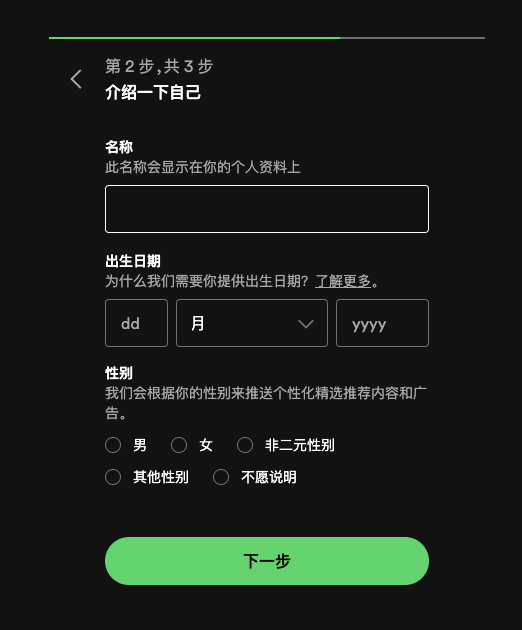 第 2 步,共 3 步
介绍一下自己
名称
此名称会显示在你的个人资料上
出生日期
为什么我们需要你提供出生日期？了解更多。
dd 月 yyyy
性别
我们会根据你的性别来推送个性化精选推荐内容和广
告。
男 女 非二元性别
其他性别 不愿说明
下一步